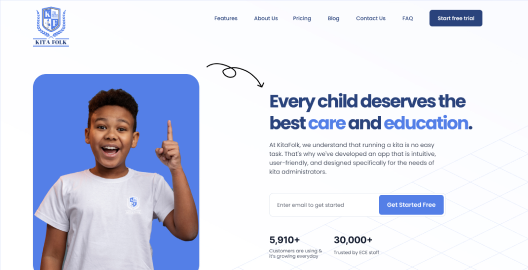 KITA FOLK
Features
About Us
Pricing
Blog
Contact Us
FAQ
Start free trial
Every child deserves the
best care and education.
At KitaFolk, we understand that running a kita is no easy
task. That's why we've developed an app that is intuitive,
user-friendly, and designed specifically for the needs of
kita administrators.
Enter email to get started
Get Started Free
5,910+
Customers are using &
it's growing everyday
30,000+
Trusted by ECE staff